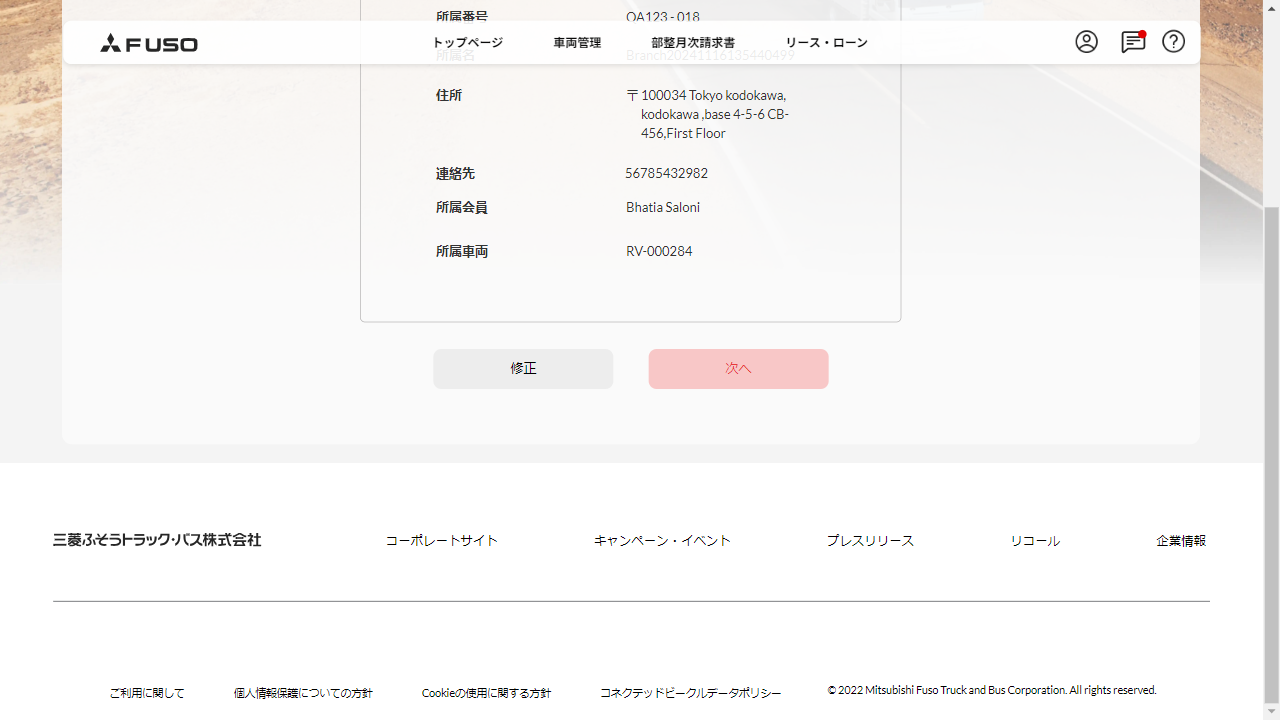 所属番号 OA123 - 018
FUSO トップページ 車両管理 部整月次請求書 リース・ローン
所属名 Branch20241116135440499
住所 〒100034 Tokyo kodokawa,
kodokawa ,base 4-5-6 CB-
456,First Floor
連絡先 56785432982
所属会員 Bhatia Saloni
所属車両 RV-000284
修正 次へ
三菱ふそうトラック・バス株式会社 コーポレートサイト キャンペーン・イベント プレスリリース リコール 企業情報
ご利用に関して 個人情報保護についての方針 Cookieの使用に関する方針 コネクテッドビークルデータポリシー © 2022 Mitsubishi Fuso Truck and Bus Corporation. All rights reserved.